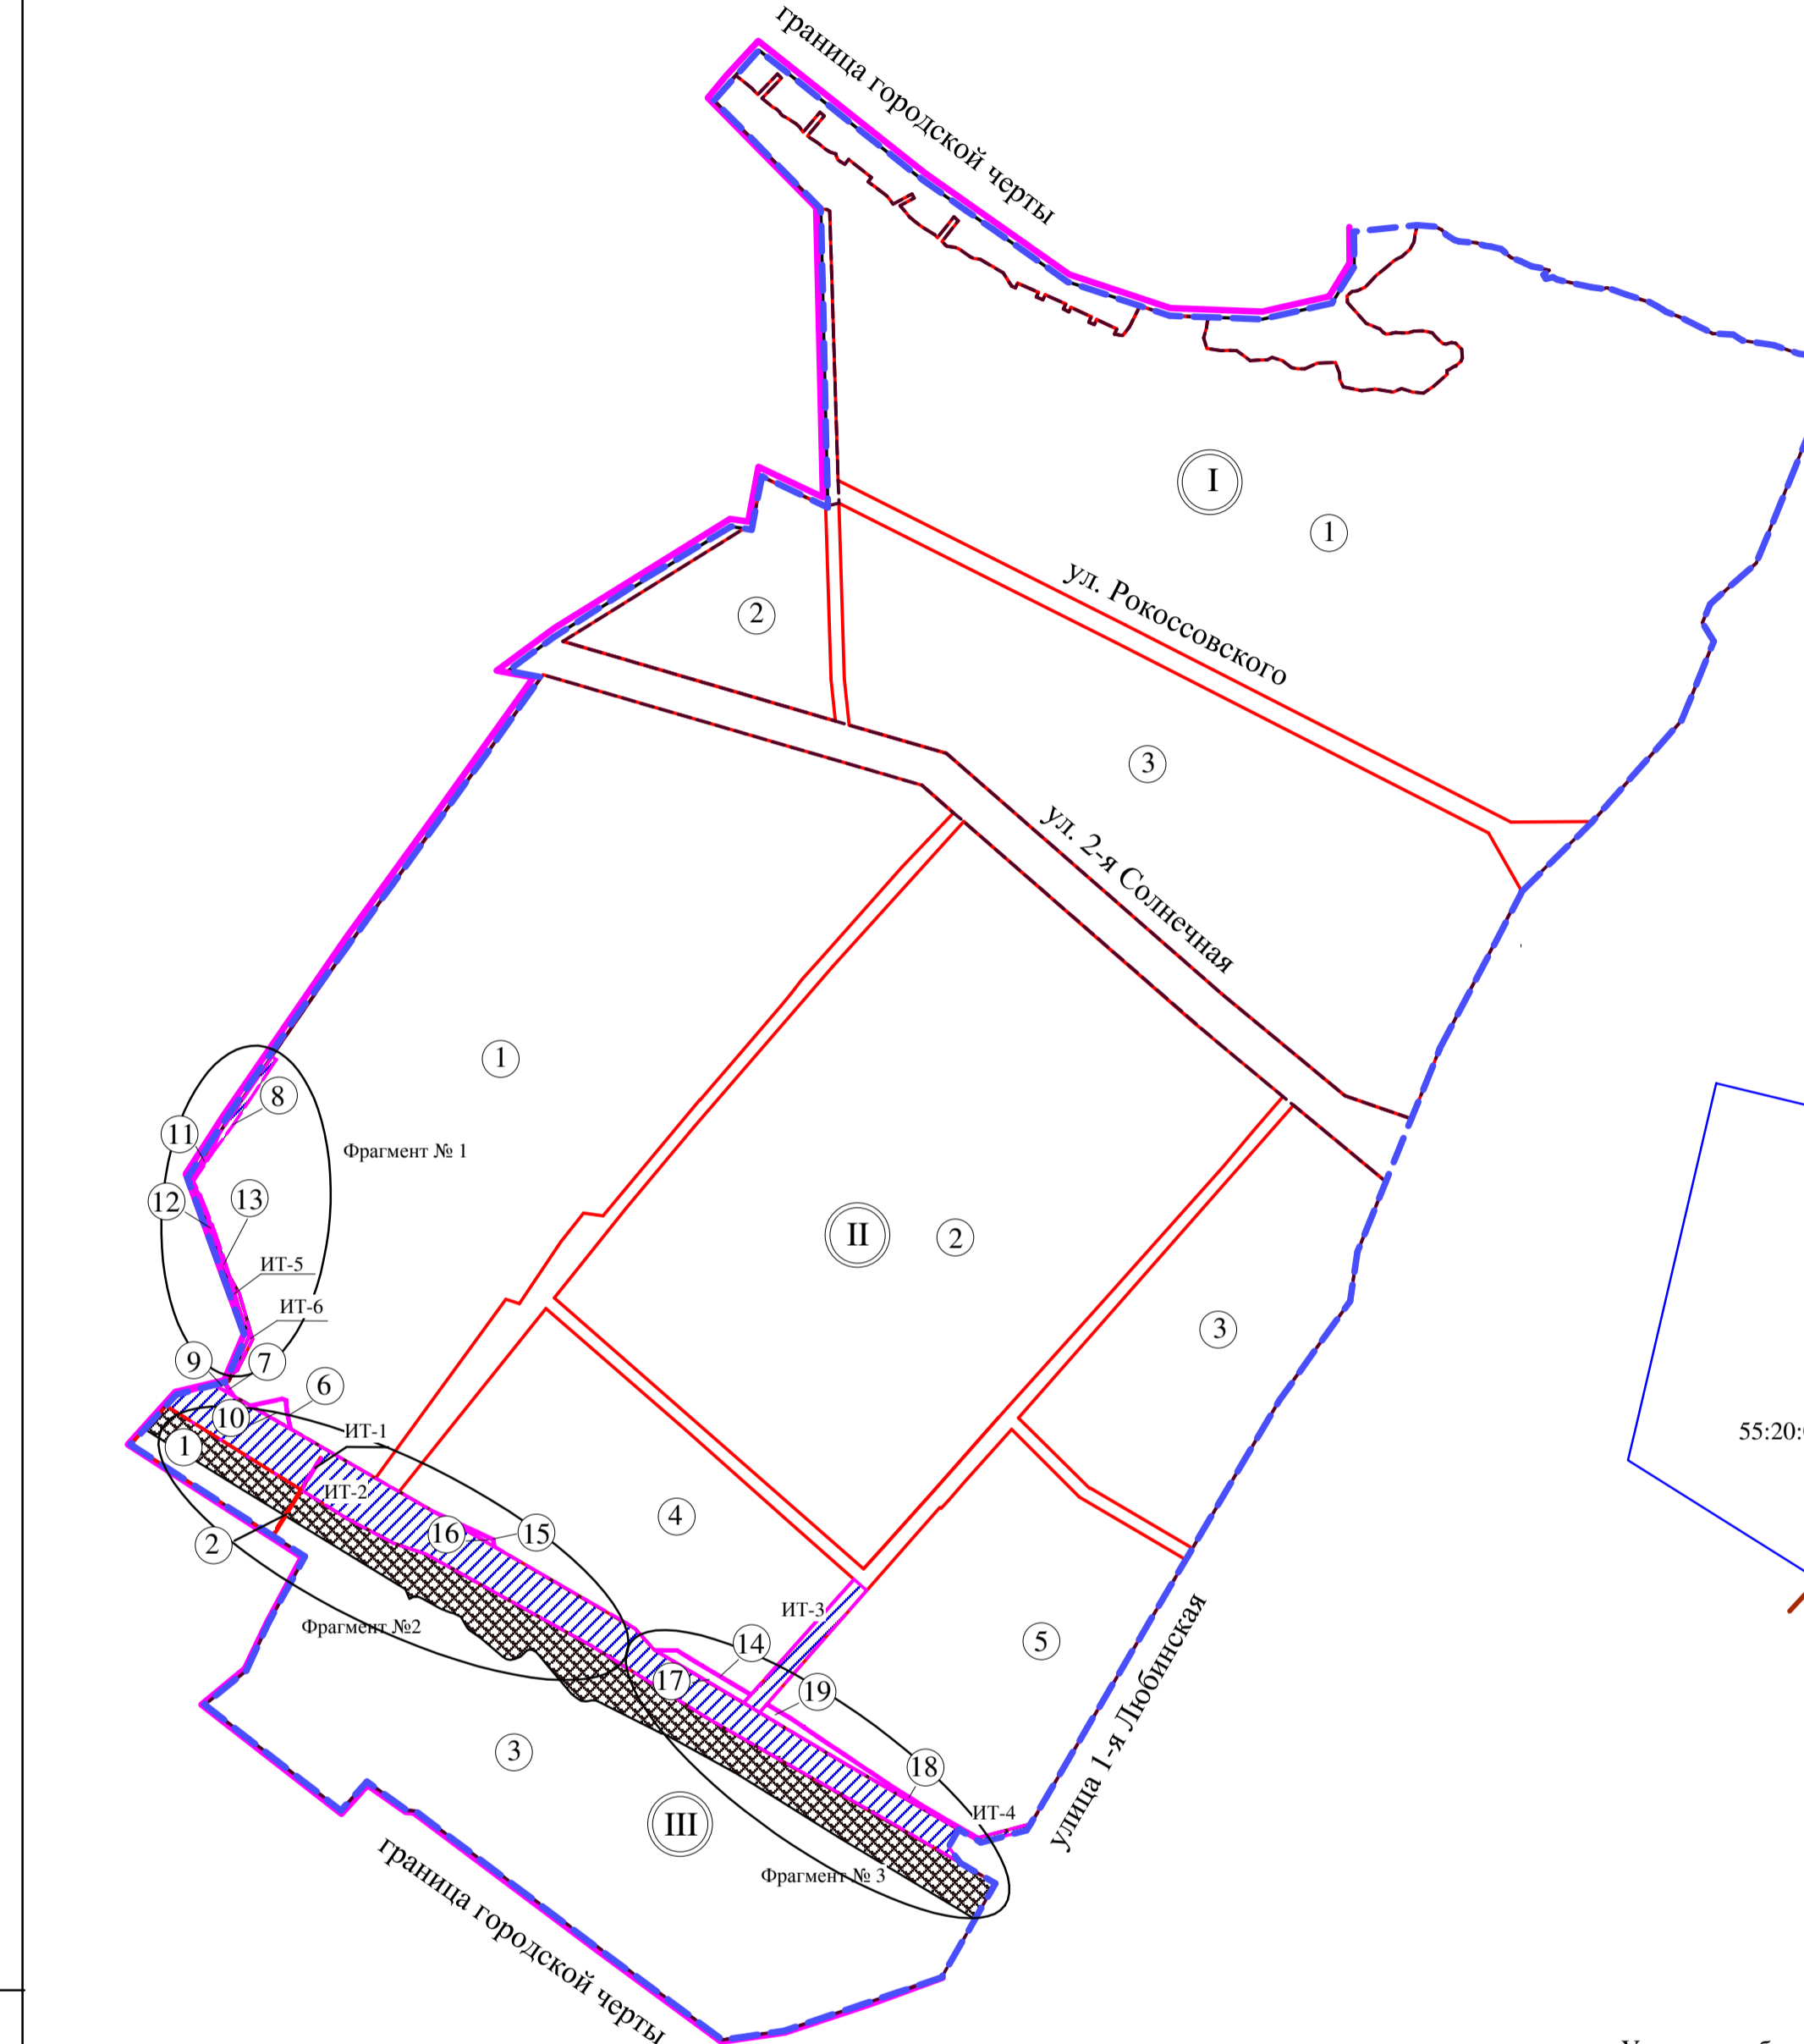 граница городской черты
I
1
ул. Рокоссовского
2
3
ул. 2-я Солнечная
1
8
11
Фрагмент № 1
12
13
II
2
ИТ-5
ИТ-6
3
9
7
6
10
1
ИТ-1
55:20:
ИТ-2
4
16
15
2
ИТ-3
Фрагмент №2
14
5
17
19
улица 1-я Любинская
3
18
III
ИТ-4
Фрагмент № 3
граница городской черты